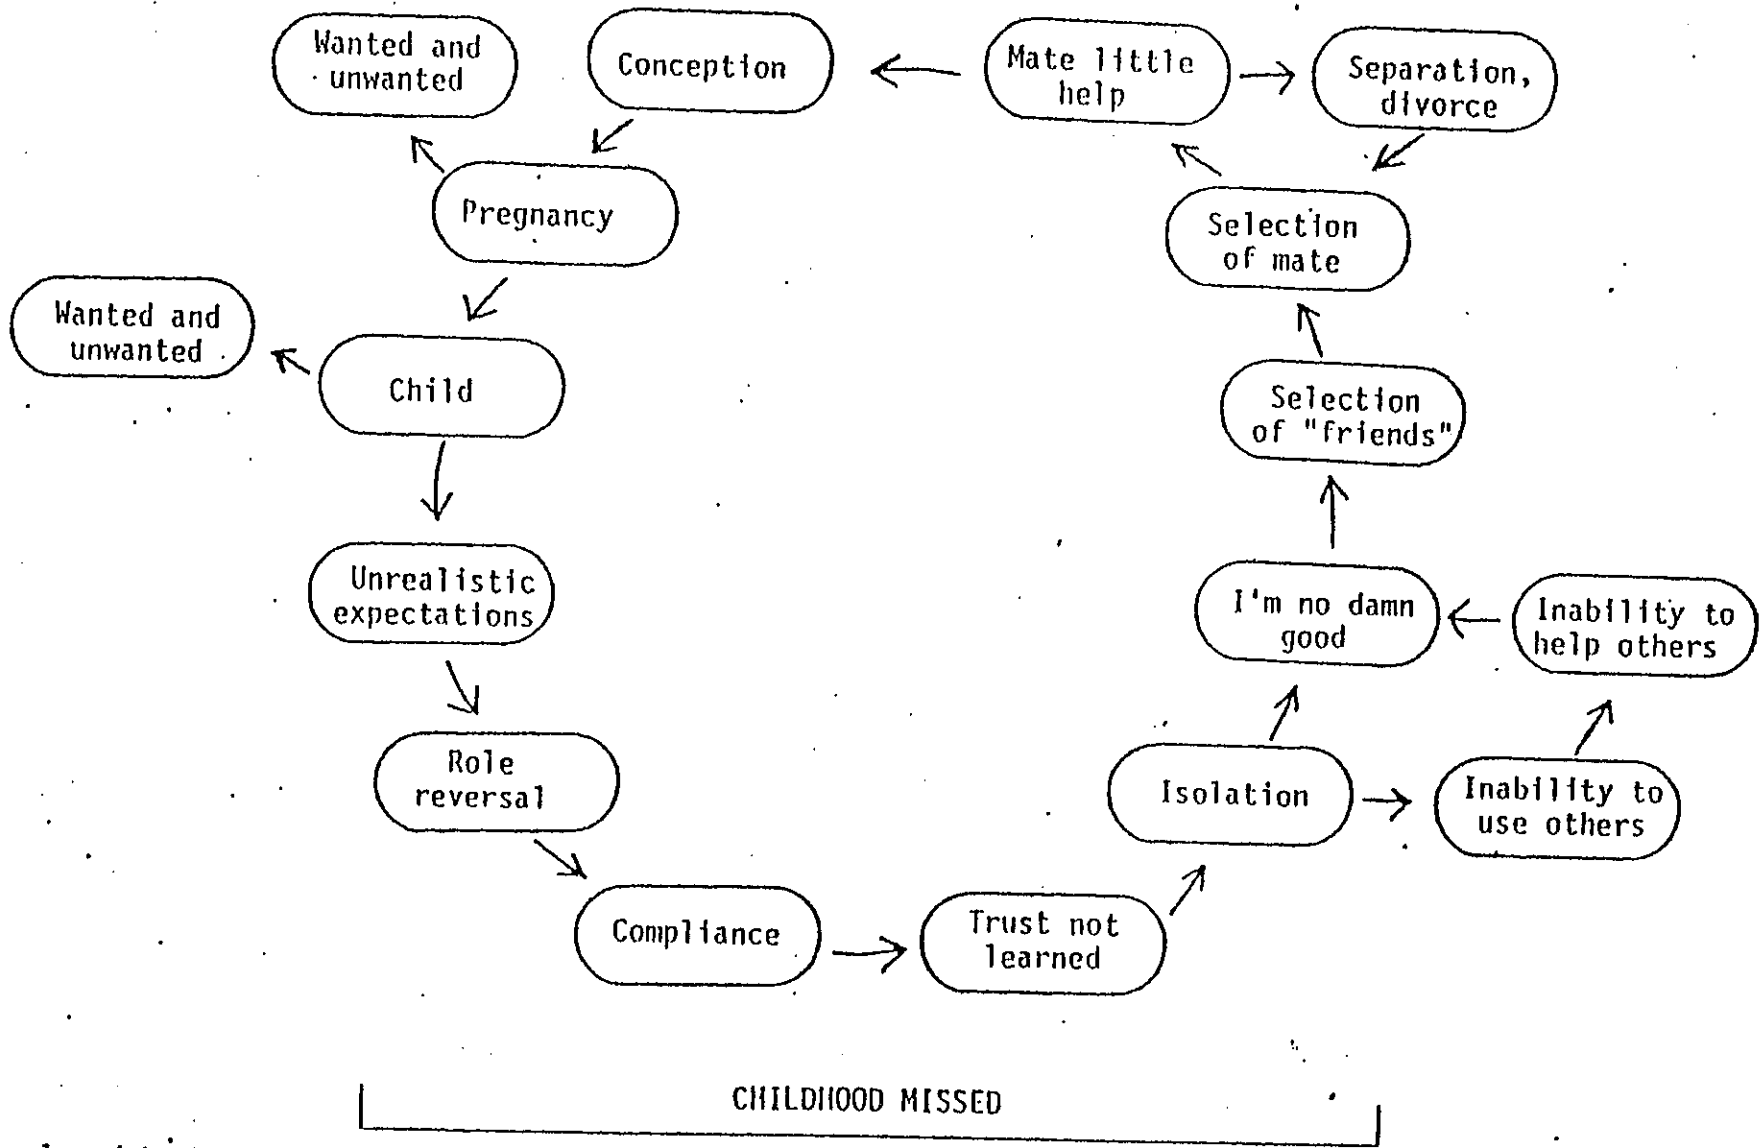 Wanted and
unwanted
Conception
Mate little
help
Separation,
divorce
Pregnancy
Selection
of mate
Wanted and
unwanted
Child
Selection
of "friends"
Unrealistic
expectations
I'm no damn
good
Inability to
help others
Role
reversal
Isolation
Inability to
use others
Compliance
Trust not
learned
CHILDHOOD MISSED